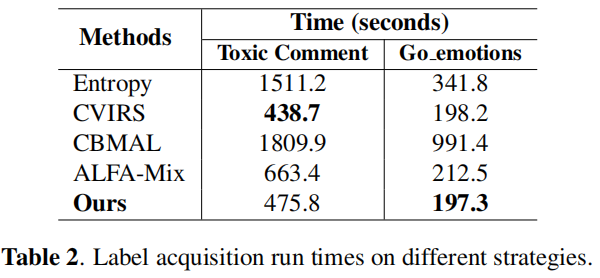 Methods Time (seconds)
Toxic Comment Go_emotions
Entropy 1511.2 341.8
CVIRS 438.7 198.2
CBMAL 1809.9 991.4
ALFA-Mix 663.4 212.5
Ours 475.8 197.3
Table 2. Label acquisition run times on different strategies.